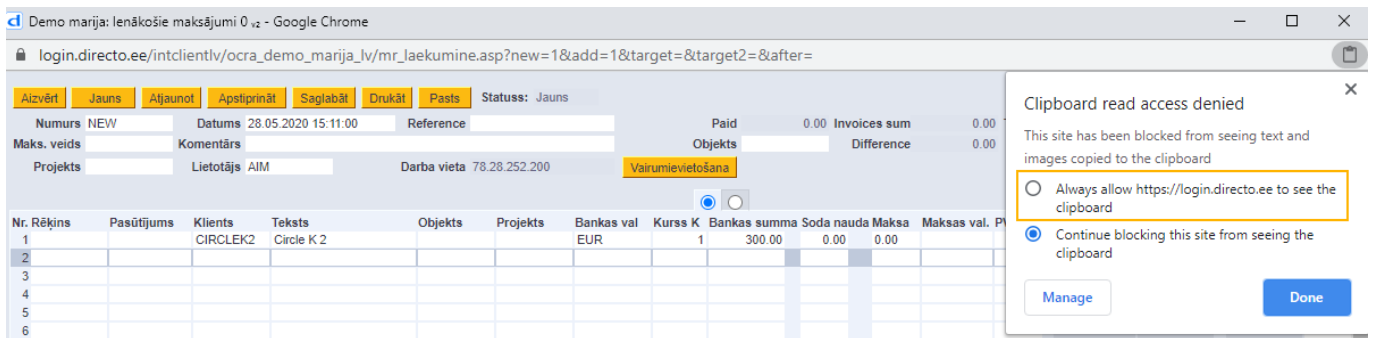 Demo marija: Ienākošie maksājumi 0 v2 - Google Chrome
login.directo.ee/intclientlv/ocra_demo_marija_lv/mr_laekumine.asp?new=1&add=1&target=&target2=&after=
Aizvērt Jauns Atjaunot Apstiprināt Saglabāt Drukāt Pasts Statuss: Jauns
Numurs NEW Datums 28.05.2020 15:11:00 Reference Paid 0.00 Invoices sum 0.00
Maks. veids Komentārs Objekts Difference 0.00
Projekts Lietotājs AIM Darba vieta 78.28.252.200 Vairumievietošana
Nr. Rēķins Pasūtījums Klients Teksts Objekts Projekts Bankas val Kurss K Bankas summa Soda nauda Maksa Maksas val.
1 CIRCLEK2 Circle K 2 EUR 1 300.00 0.00 0.00
2
3
4
5
6
Clipboard read access denied
This site has been blocked from seeing text and
images copied to the clipboard
Always allow https://login.directo.ee to see the
clipboard
Continue blocking this site from seeing the
clipboard
Manage Done